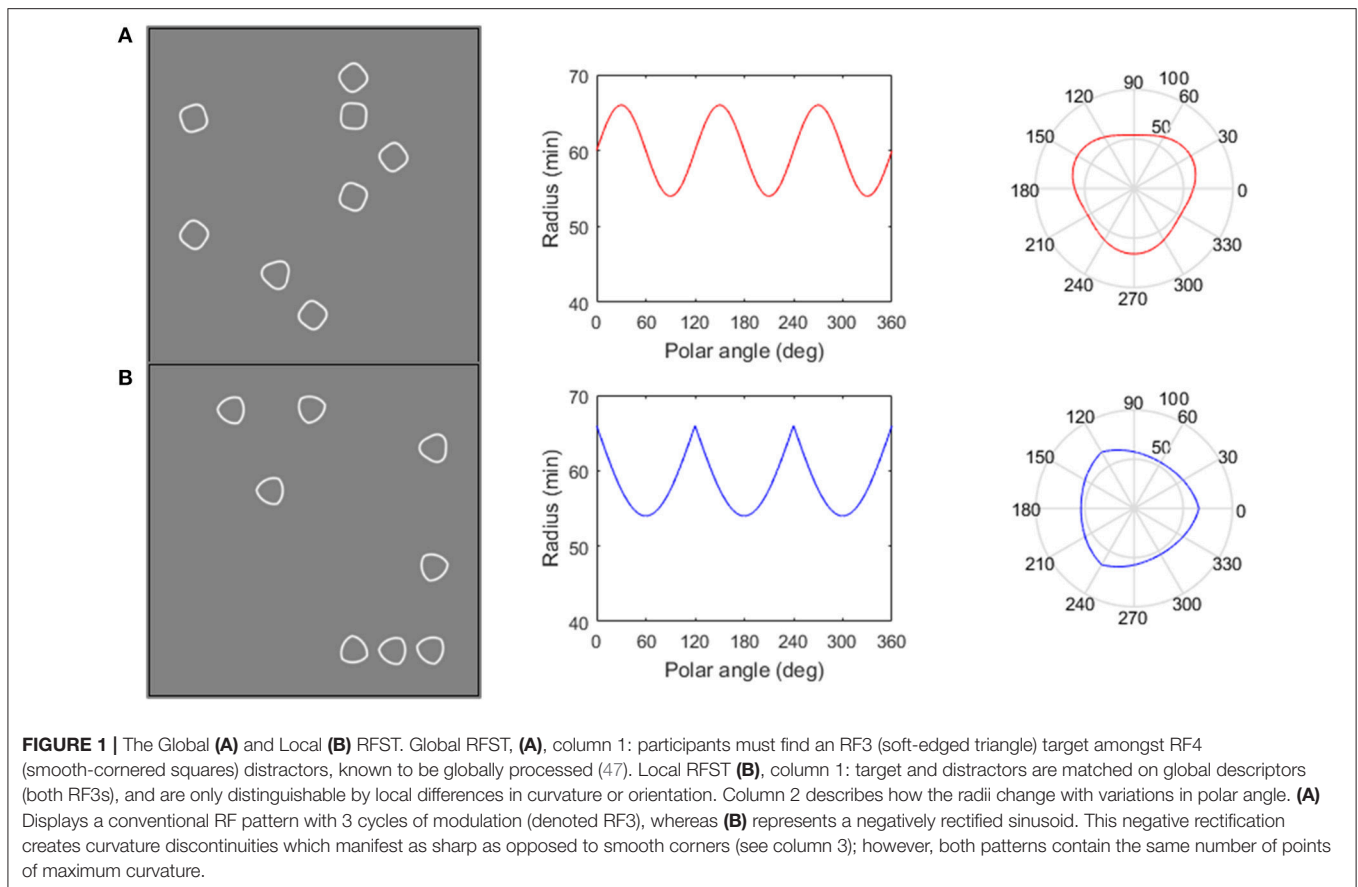 A
70
60
50
40
Radius (min)
0 60 120 180 240 300 360
Polar angle (deg)
90
100
120
60
50
150
30
180
0
210
330
240
300
270
B
70
60
50
40
Radius (min)
0 60 120 180 240 300 360
Polar angle (deg)
90
100
120
60
50
150
30
180
0
210
330
240
300
270
FIGURE 1 | The Global (A) and Local (B) RFST. Global RFST, (A), column 1: participants must find an RF3 (soft-edged triangle) target amongst RF4
(smooth-cornered squares) distractors, known to be globally processed (47). Local RFST (B), column 1: target and distractors are matched on global descriptors
(both RF3s), and are only distinguishable by local differences in curvature or orientation. Column 2 describes how the radii change with variations in polar angle. (A)
Displays a conventional RF pattern with 3 cycles of modulation (denoted RF3), whereas (B) represents a negatively rectified sinusoid. This negative rectification
creates curvature discontinuities which manifest as sharp as opposed to smooth corners (see column 3); however, both patterns contain the same number of points
of maximum curvature.